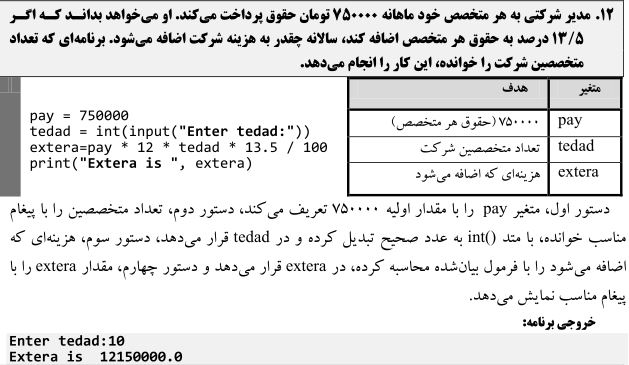 ۱۲. مدیر شرکتی به هر متخصص خود ماهانه ۷۵۰۰۰۰ تومان حقوق پرداخت می‌کند. او می‌خواهد بدانـد کـــه اگـــر
۱۳/۵ درصد به حقوق هر متخصص اضافه کند، سالانه چقدر به هزینه شرکت اضافه می‌شود. برنامه‌ای که تعداد
متخصصین شرکت را خوانده، این کار را انجام می‌دهد.
متغیر هدف
pay ۷۵۰۰۰۰ (حقوق هر متخصص)
tedad تعداد متخصصین شرکت
extera هزینه‌ای که اضافه می‌شود
pay = 750000
tedad = int(input("Enter tedad:"))
extera=pay * 12 * tedad * 13.5 / 100
print("Extera is ", extera)
دستور اول، متغیر pay را با مقدار اولیه ۷۵۰۰۰۰ تعریف می‌کند، دستور دوم، تعداد متخصصین را با پیغام
مناسب خوانده، با متد int() به عدد صحیح تبدیل کرده و در tedad قرار می‌دهد، دستور سوم، هزینه‌ای که
اضافه می‌شود را با فرمول بیان‌شده محاسبه کرده، در extera قرار می‌دهد و دستور چهارم، مقدار extera را با
پیغام مناسب نمایش می‌دهد.
خروجی برنامه:
Enter tedad:10
Extera is  12150000.0